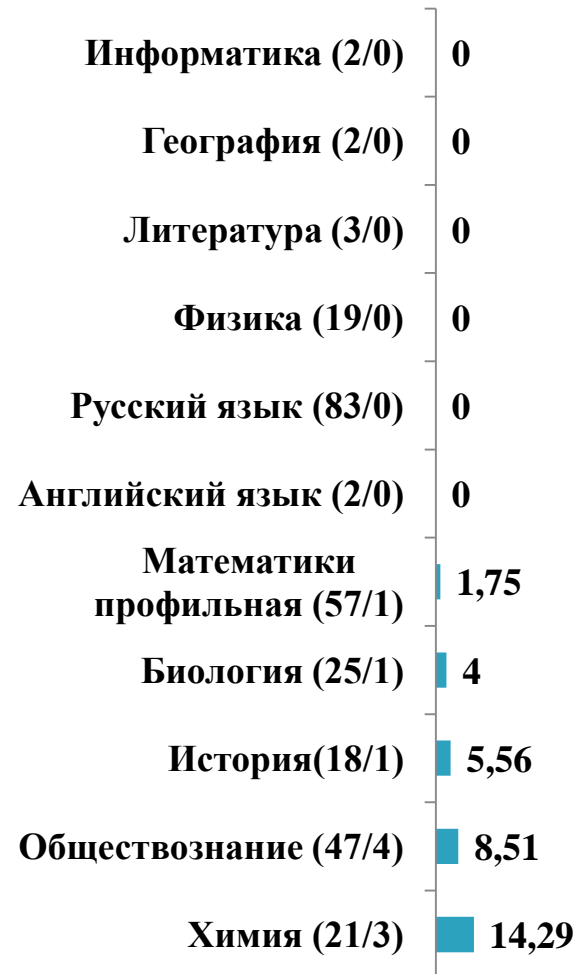 Информатика (2/0) 0
География (2/0) 0
Литература (3/0) 0
Физика (19/0) 0
Русский язык (83/0) 0
Английский язык (2/0) 0
Математики
профильная (57/1) 1,75
Биология (25/1) 4
История(18/1) 5,56
Обществознание (47/4) 8,51
Химия (21/3) 14,29